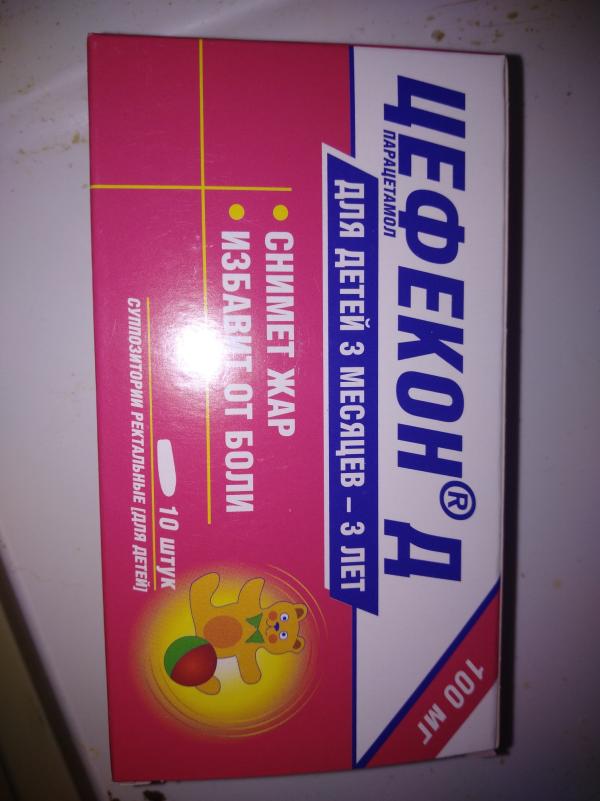 ЦЕФЕКОН® Д
ПАРАЦЕТАМОЛ
100 МГ
ДЛЯ ДЕТЕЙ 3 МЕСЯЦЕВ – 3 ЛЕТ
• СНИМЕТ ЖАР
• ИЗБАВИТ ОТ БОЛИ
10 ШТУК
СУППОЗИТОРИИ РЕКТАЛЬНЫЕ [ДЛЯ ДЕТЕЙ]